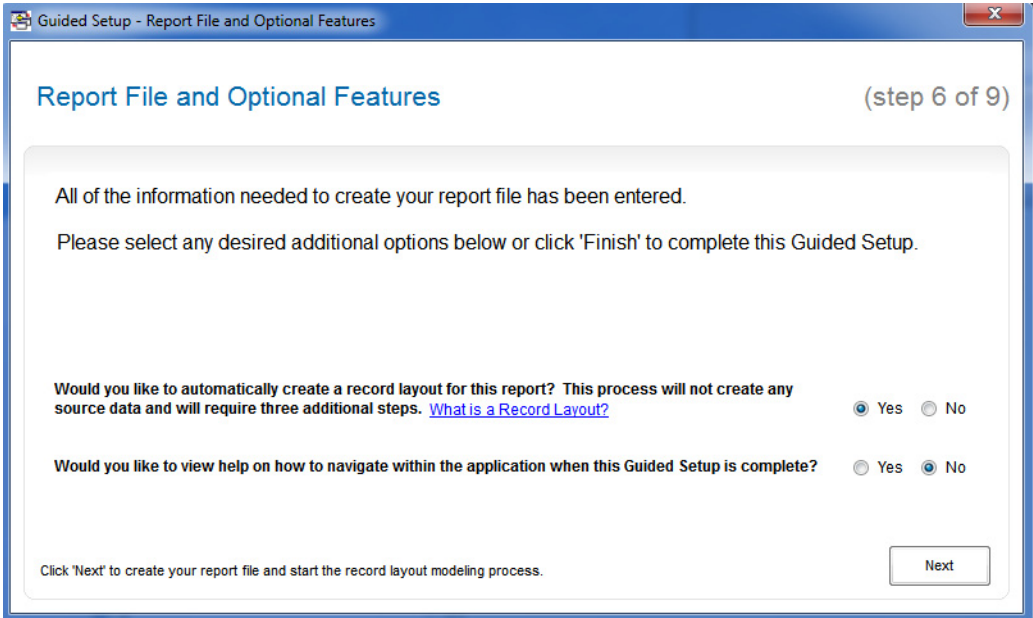 Guided Setup - Report File and Optional Features
x
Report File and Optional Features
(step 6 of 9)
All of the information needed to create your report file has been entered.
Please select any desired additional options below or click 'Finish' to complete this Guided Setup.
Would you like to automatically create a record layout for this report? This process will not create any
source data and will require three additional steps. What is a Record Layout?
Yes No
Would you like to view help on how to navigate within the application when this Guided Setup is complete?
Yes No
Click 'Next' to create your report file and start the record layout modeling process.
Next